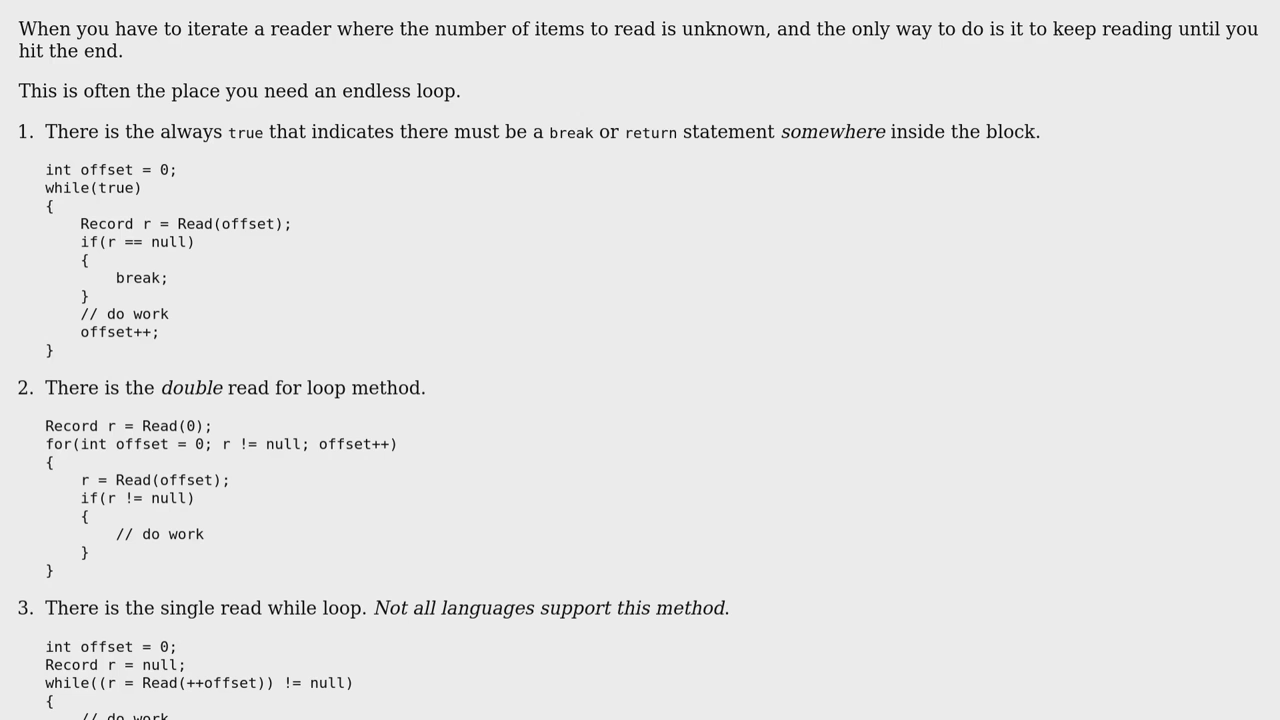 When you have to iterate a reader where the number of items to read is unknown, and the only way to do is it to keep reading until you
hit the end.
This is often the place you need an endless loop.
1. There is the always true that indicates there must be a break or return statement somewhere inside the block.
int offset = 0;
while(true)
{
    Record r = Read(offset);
    if(r == null)
    {
        break;
    }
    // do work
    offset++;
}
2. There is the double read for loop method.
Record r = Read(0);
for(int offset = 0; r != null; offset++)
{
    r = Read(offset);
    if(r != null)
    {
        // do work
    }
}
3. There is the single read while loop. Not all languages support this method.
int offset = 0;
Record r = null;
while((r = Read(++offset)) != null)
{
    // do work